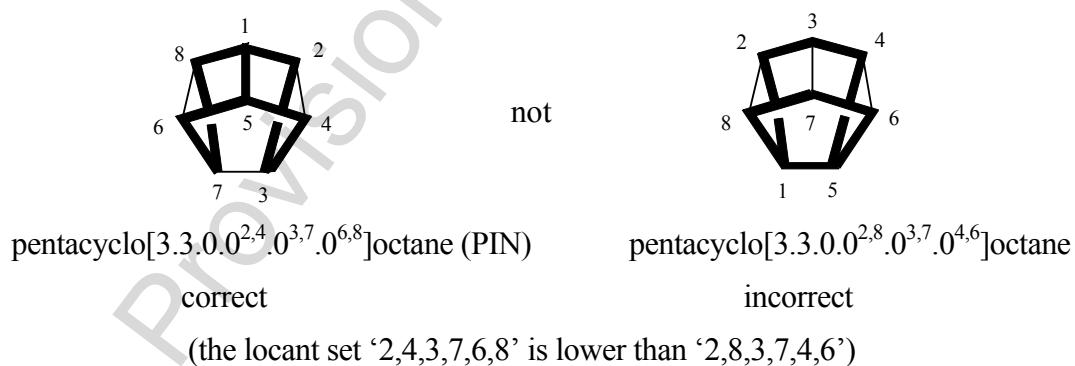 1 3
8 2 2 4
6 5 4 not 8 7 6
7 3 1 5
pentacyclo[3.3.0.0^{2,4}.0^{3,7}.0^{6,8}]octane (PIN) pentacyclo[3.3.0.0^{2,8}.0^{3,7}.0^{4,6}]octane
correct incorrect
(the locant set ‘2,4,3,7,6,8’ is lower than ‘2,8,3,7,4,6’)
Provision